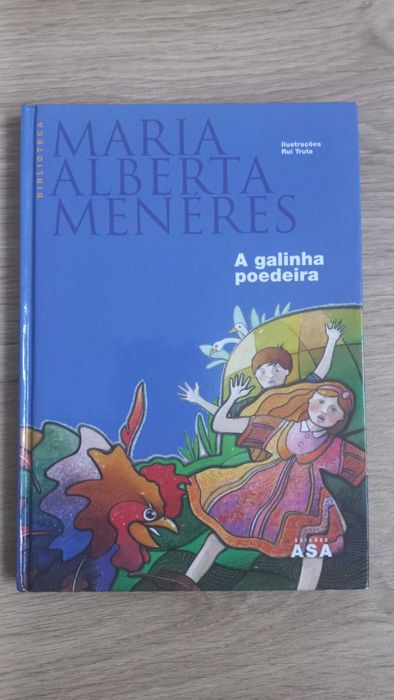 BIBLIOTECA
MARIA
ALBERTA
MENÉRES
Ilustrações
Rui Truta
A galinha
poedeira
EDIÇÕES
ASA